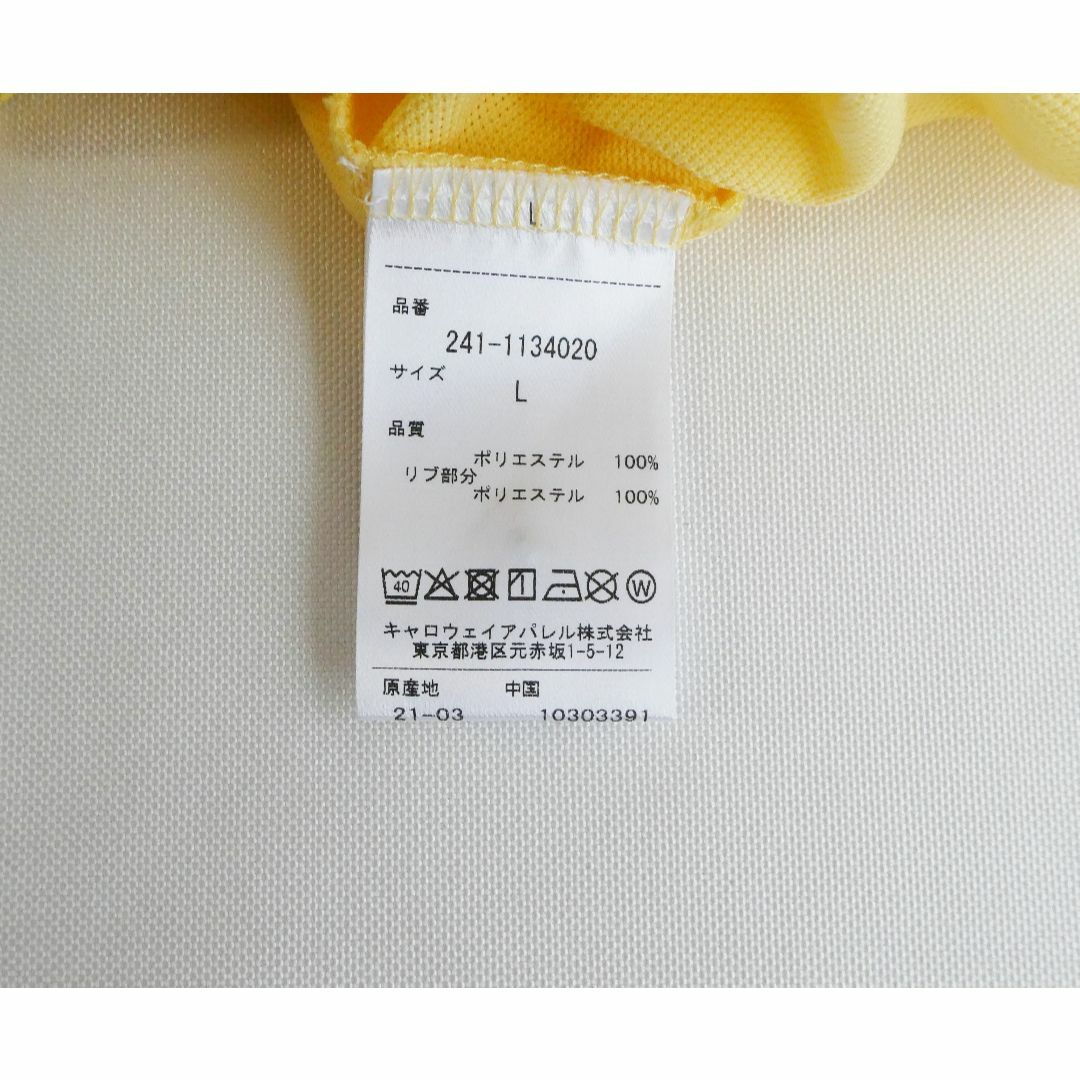 L
品番
241-1134020
サイズ
L
品質
ポリエステル 100%
リブ部分
ポリエステル 100%
40
W
キャロウェイアパレル株式会社
東京都港区元赤坂1-5-12
原産地 中国
21-03 10303391